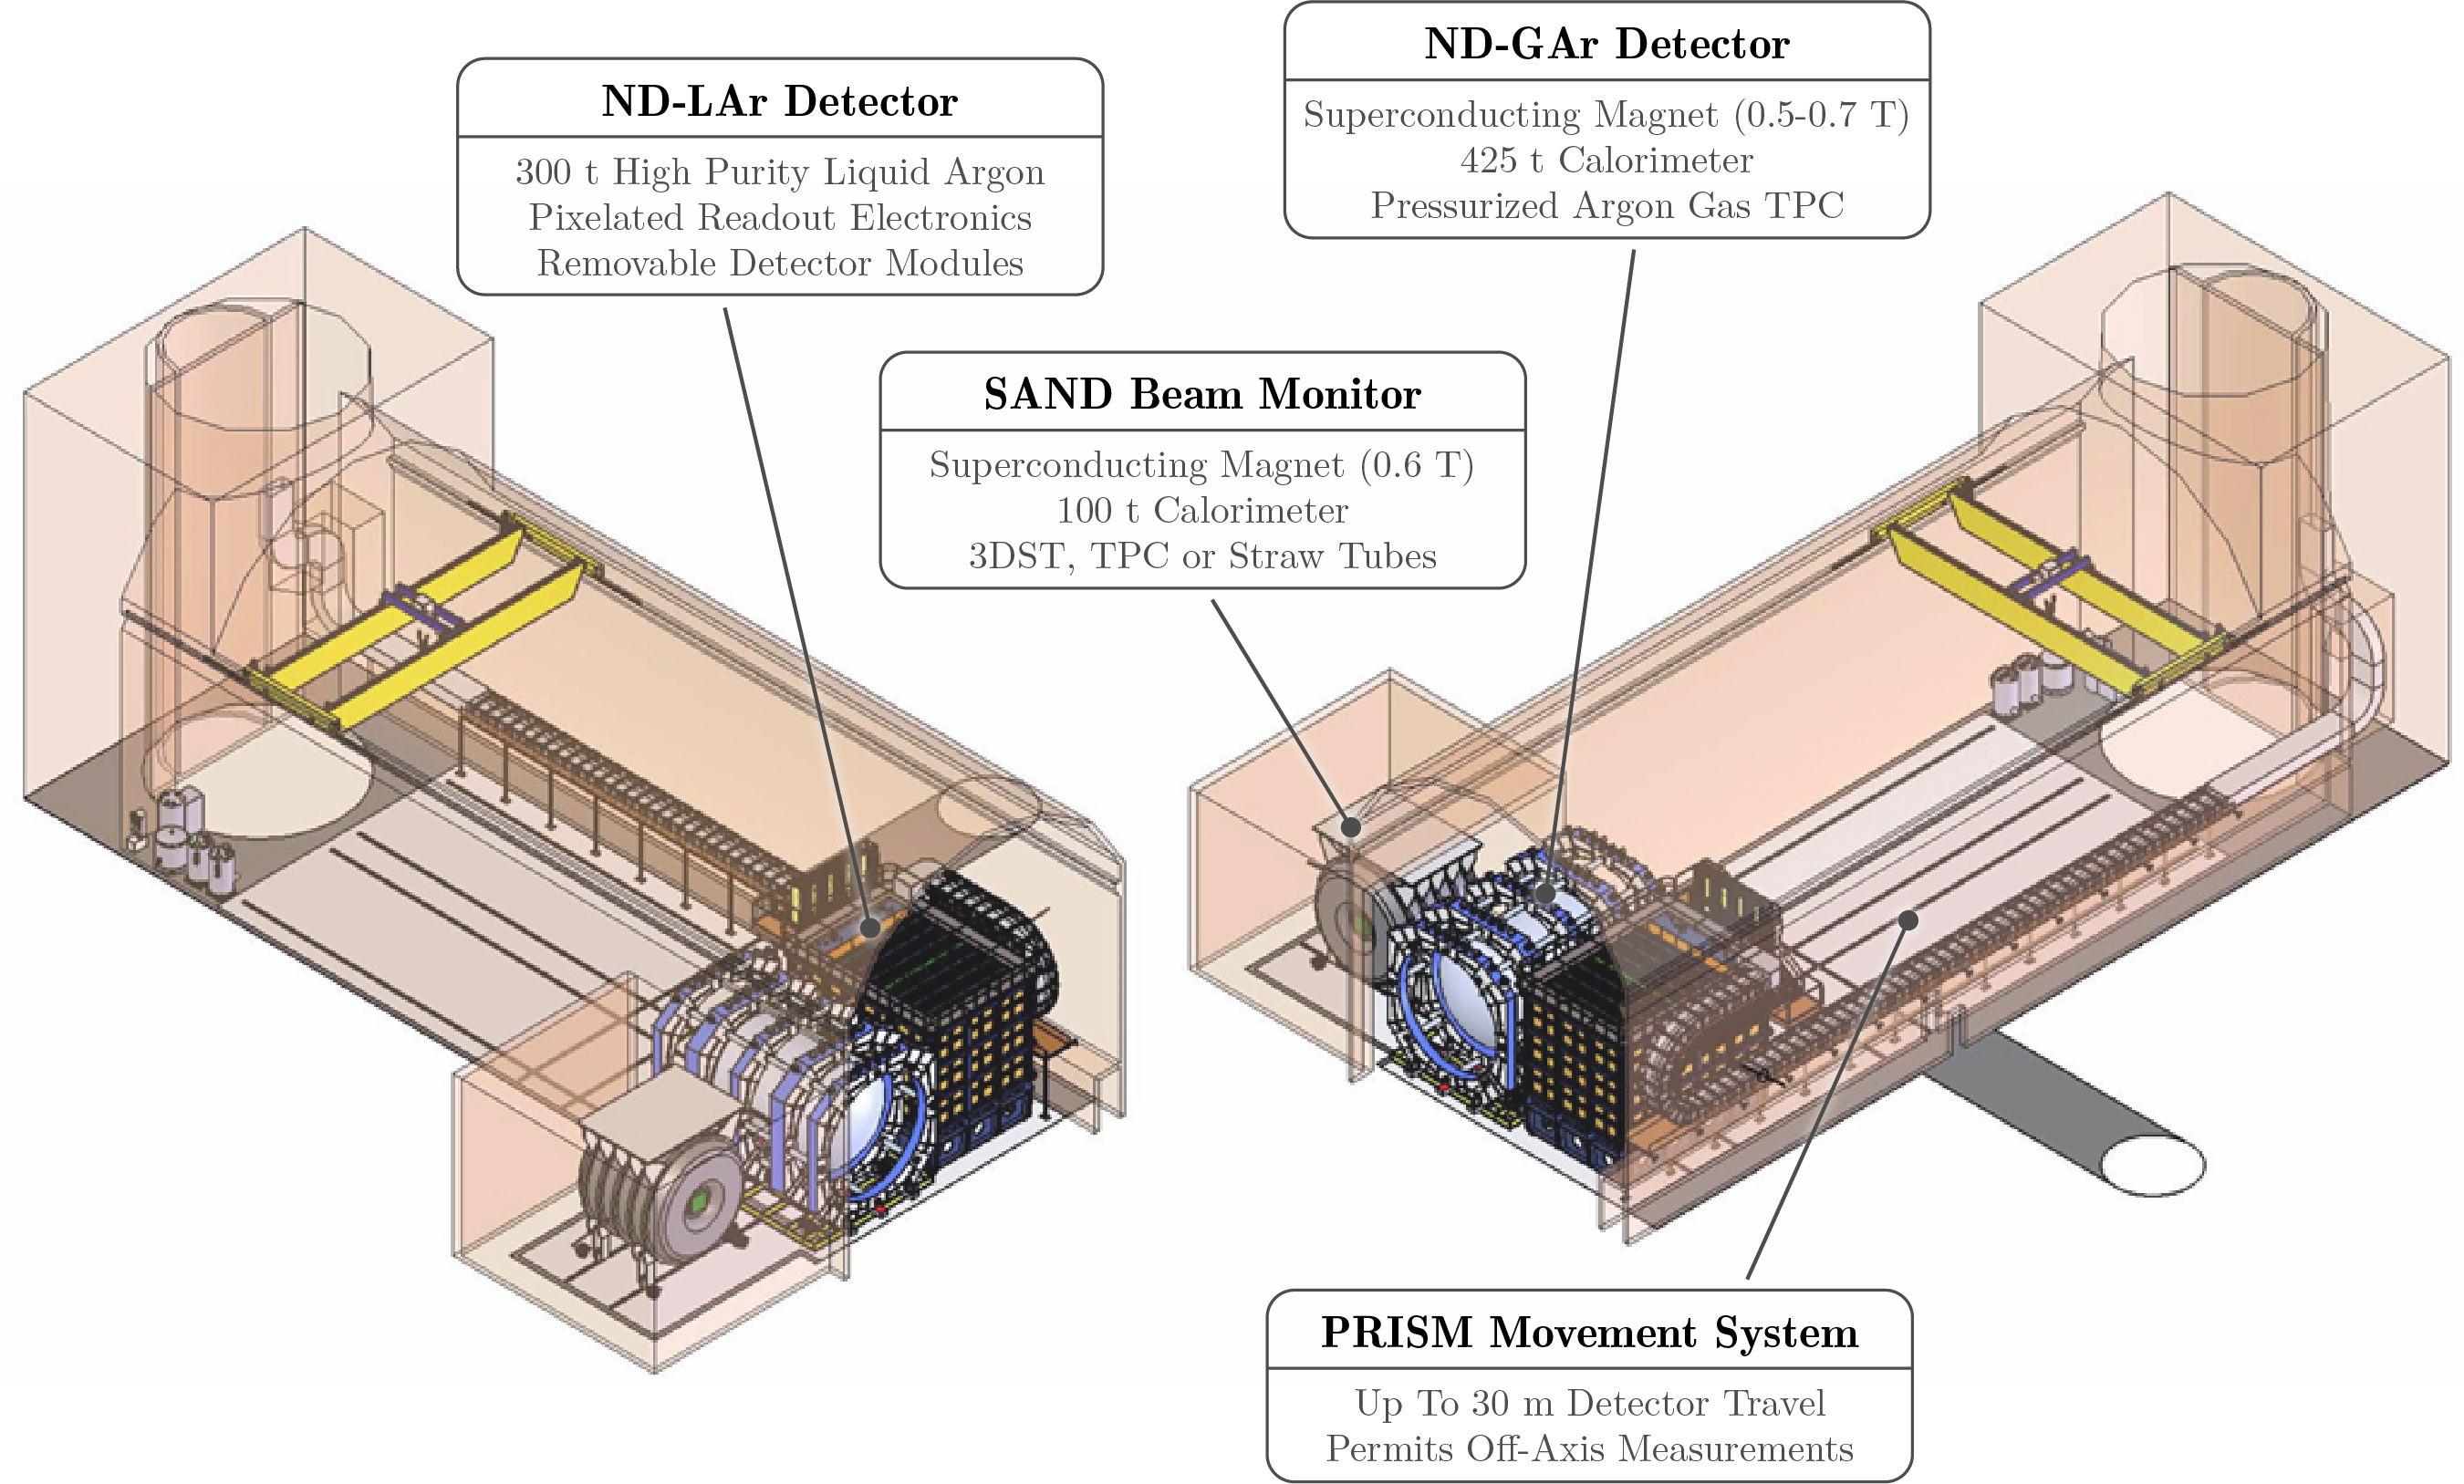 ND-LAr Detector
300 t High Purity Liquid Argon
Pixelated Readout Electronics
Removable Detector Modules
ND-GAr Detector
Superconducting Magnet (0.5-0.7 T)
425 t Calorimeter
Pressurized Argon Gas TPC
SAND Beam Monitor
Superconducting Magnet (0.6 T)
100 t Calorimeter
3DST, TPC or Straw Tubes
PRISM Movement System
Up To 30 m Detector Travel
Permits Off-Axis Measurements